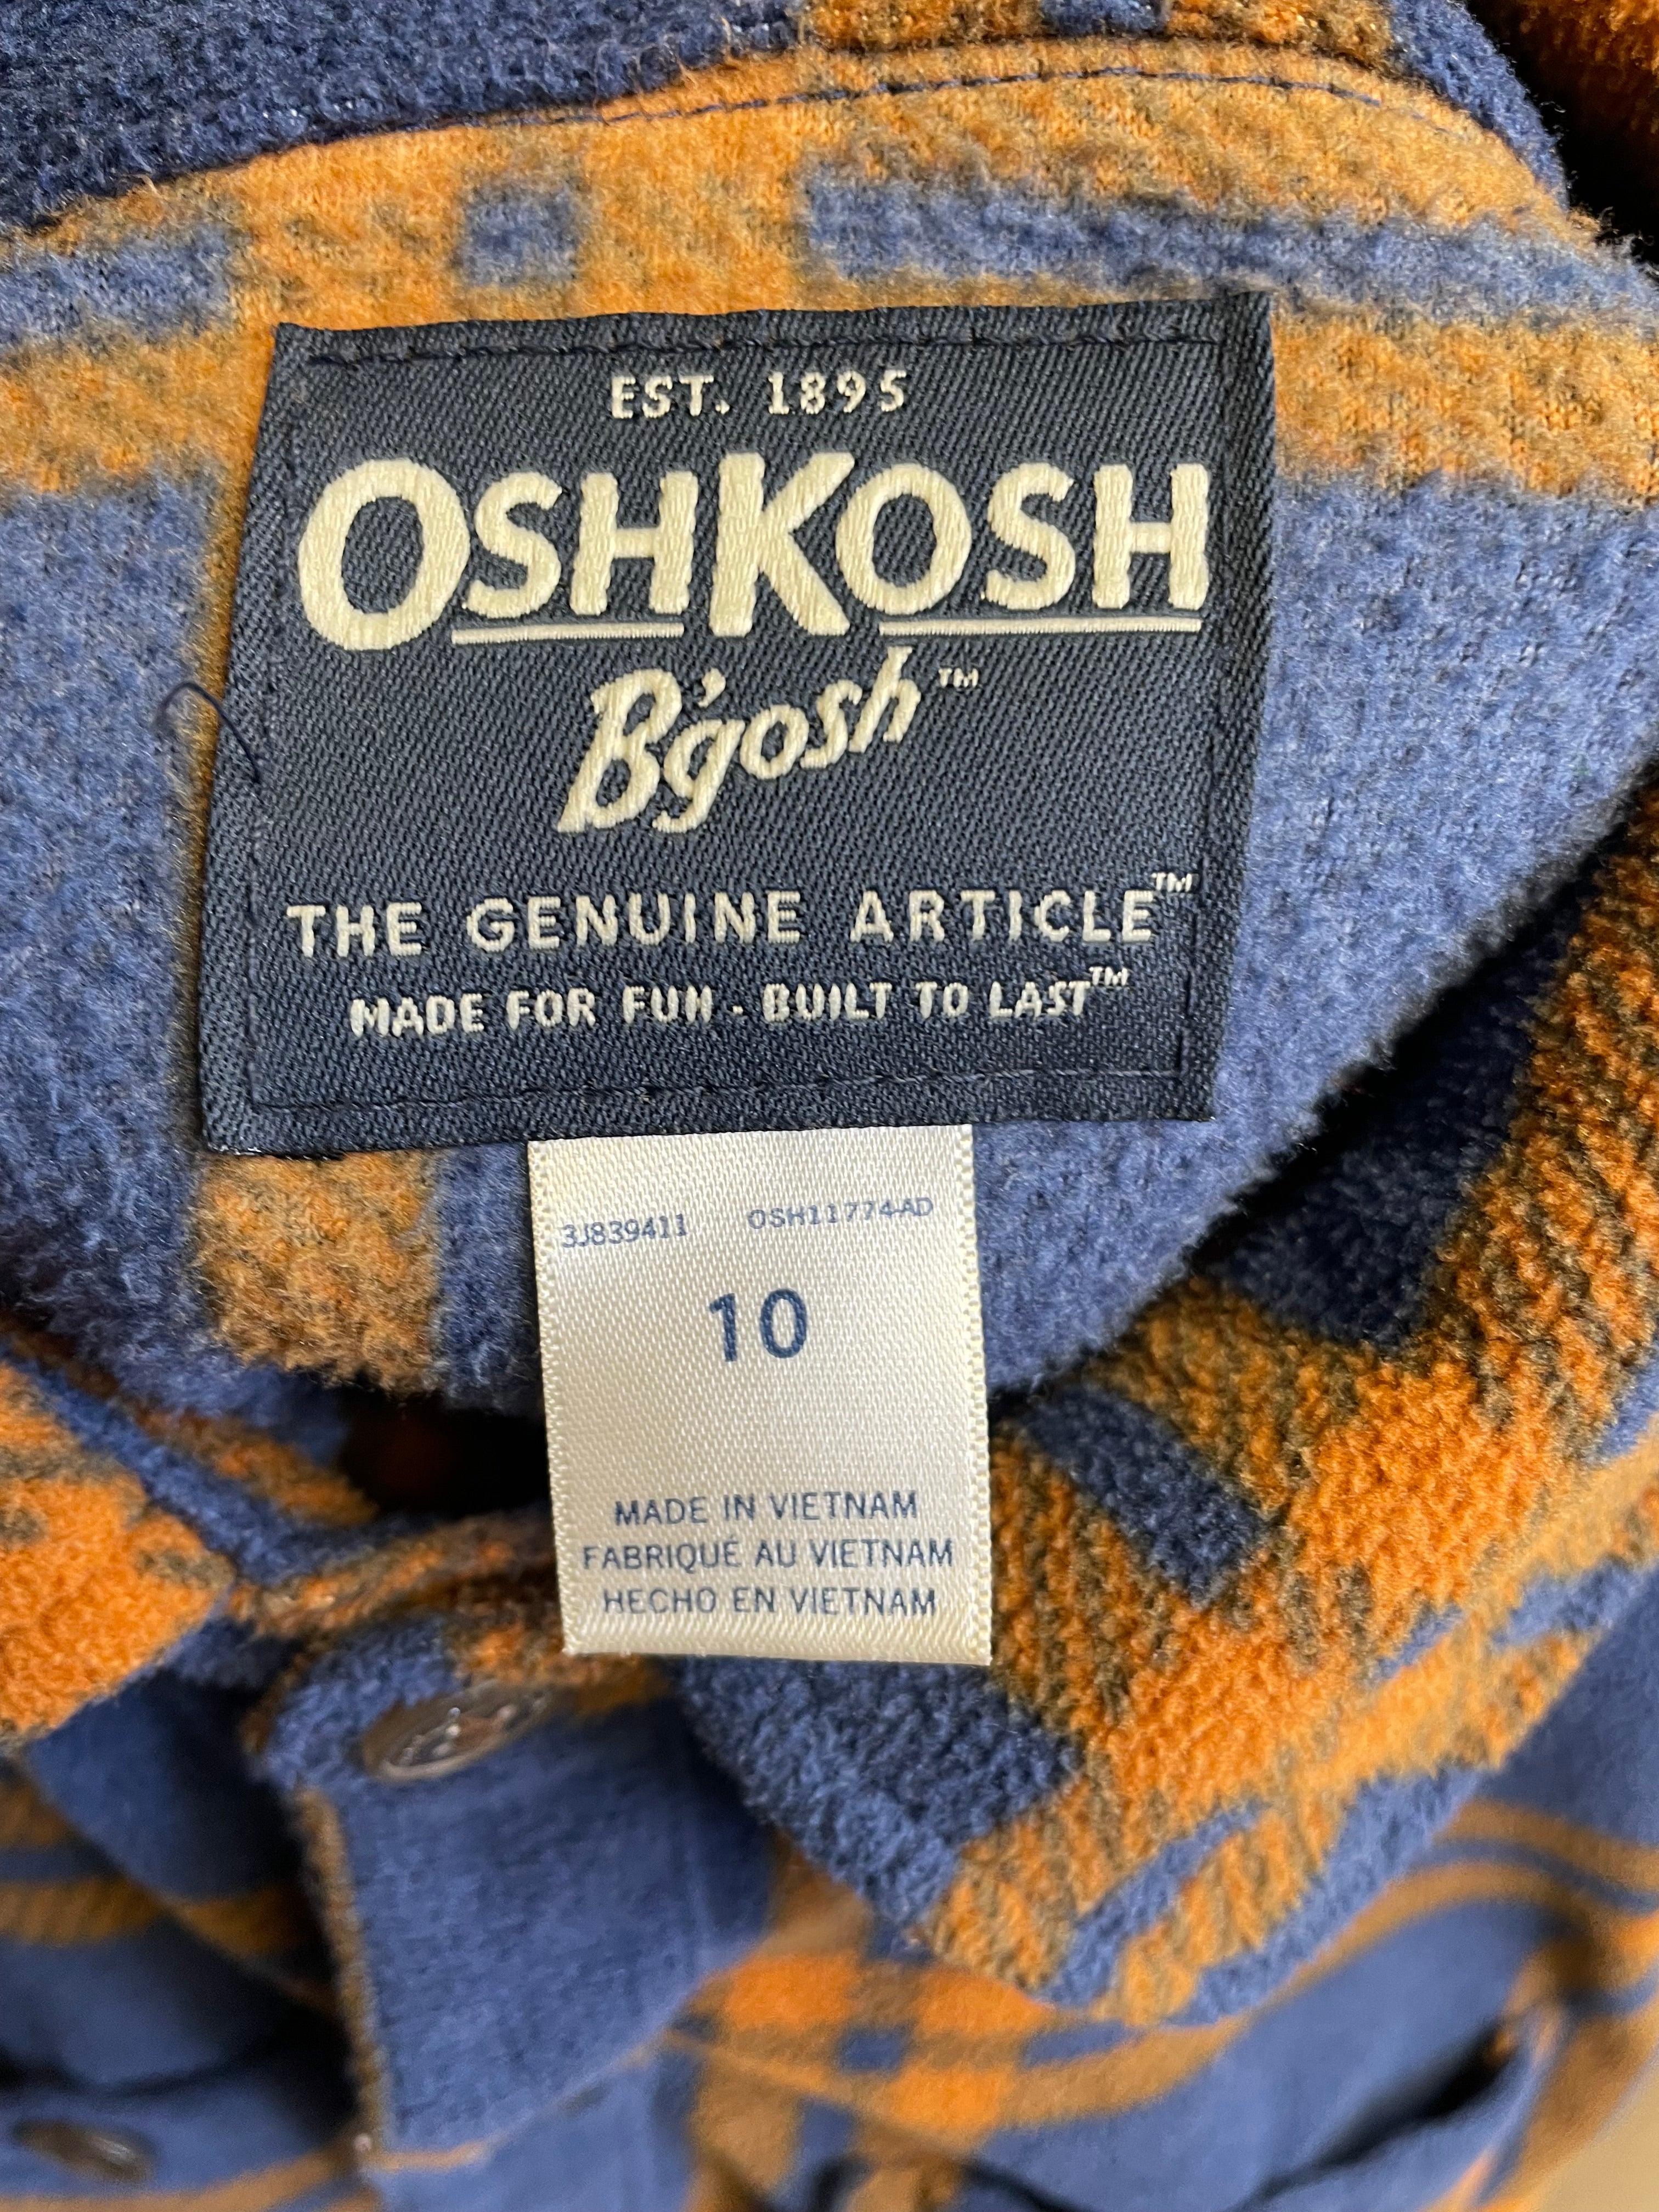 EST. 1895
OSHKOSH
B'gosh™
THE GENUINE ARTICLE™
MADE FOR FUN - BUILT TO LAST™
3J839411 OSH11774AD
10
MADE IN VIETNAM
FABRIQUÉ AU VIETNAM
HECHO EN VIETNAM